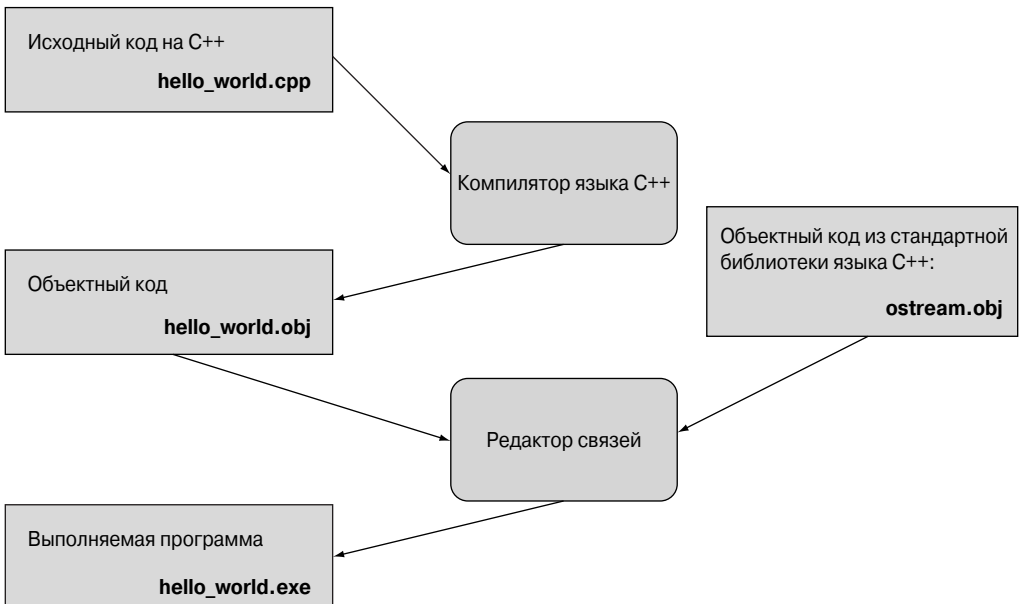 Исходный код на C++
hello_world.cpp
Компилятор языка C++
Объектный код из стандартной
библиотеки языка C++:
ostream.obj
Объектный код
hello_world.obj
Редактор связей
Выполняемая программа
hello_world.exe